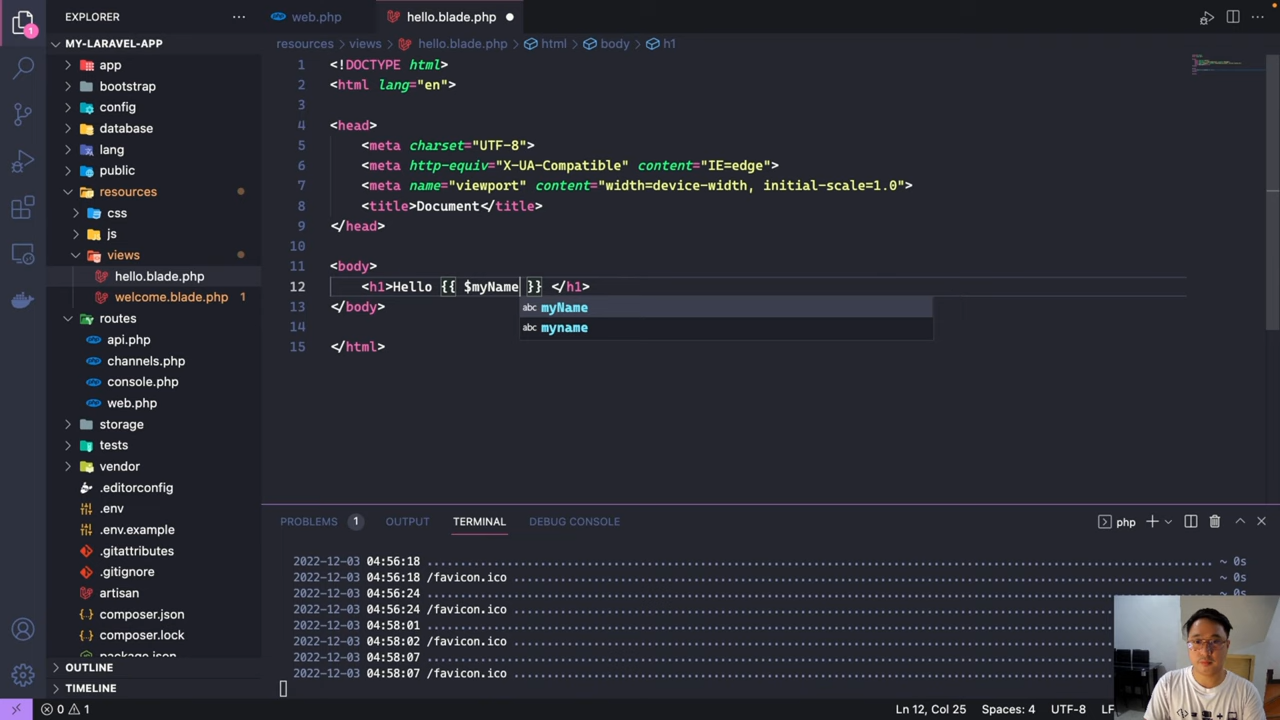 EXPLORER
web.php
hello.blade.php
MY-LARAVEL-APP
resources
views
hello.blade.php
html
body
h1
app
bootstrap
config
database
lang
public
resources
css
js
views
hello.blade.php
welcome.blade.php 1
routes
api.php
channels.php
console.php
web.php
storage
tests
vendor
.editorconfig
.env
.env.example
.gitattributes
.gitignore
artisan
composer.json
composer.lock
package.json
OUTLINE
TIMELINE
1
1 <!DOCTYPE html>
2 <html lang="en">
3
4 <head>
5 <meta charset="UTF-8">
6 <meta http-equiv="X-UA-Compatible" content="IE=edge">
7 <meta name="viewport" content="width=device-width, initial-scale=1.0">
8 <title>Document</title>
9 </head>
10
11 <body>
12 <h1>Hello {{ $myName }} </h1>
abc myName
13 </body>
abc myname
14
15 </html>
PROBLEMS 1 OUTPUT TERMINAL DEBUG CONSOLE
php
2022-12-03 04:56:18 ........ ~ 0s
2022-12-03 04:56:18 /favicon.ico ........ ~ 0s
2022-12-03 04:56:24 ........ ~ 0s
2022-12-03 04:56:24 /favicon.ico ........
2022-12-03 04:58:01 ........
2022-12-03 04:58:02 /favicon.ico ........
2022-12-03 04:58:07 ........
2022-12-03 04:58:07 /favicon.ico ........
0 1
Ln 12, Col 25 Spaces: 4 UTF-8 LF